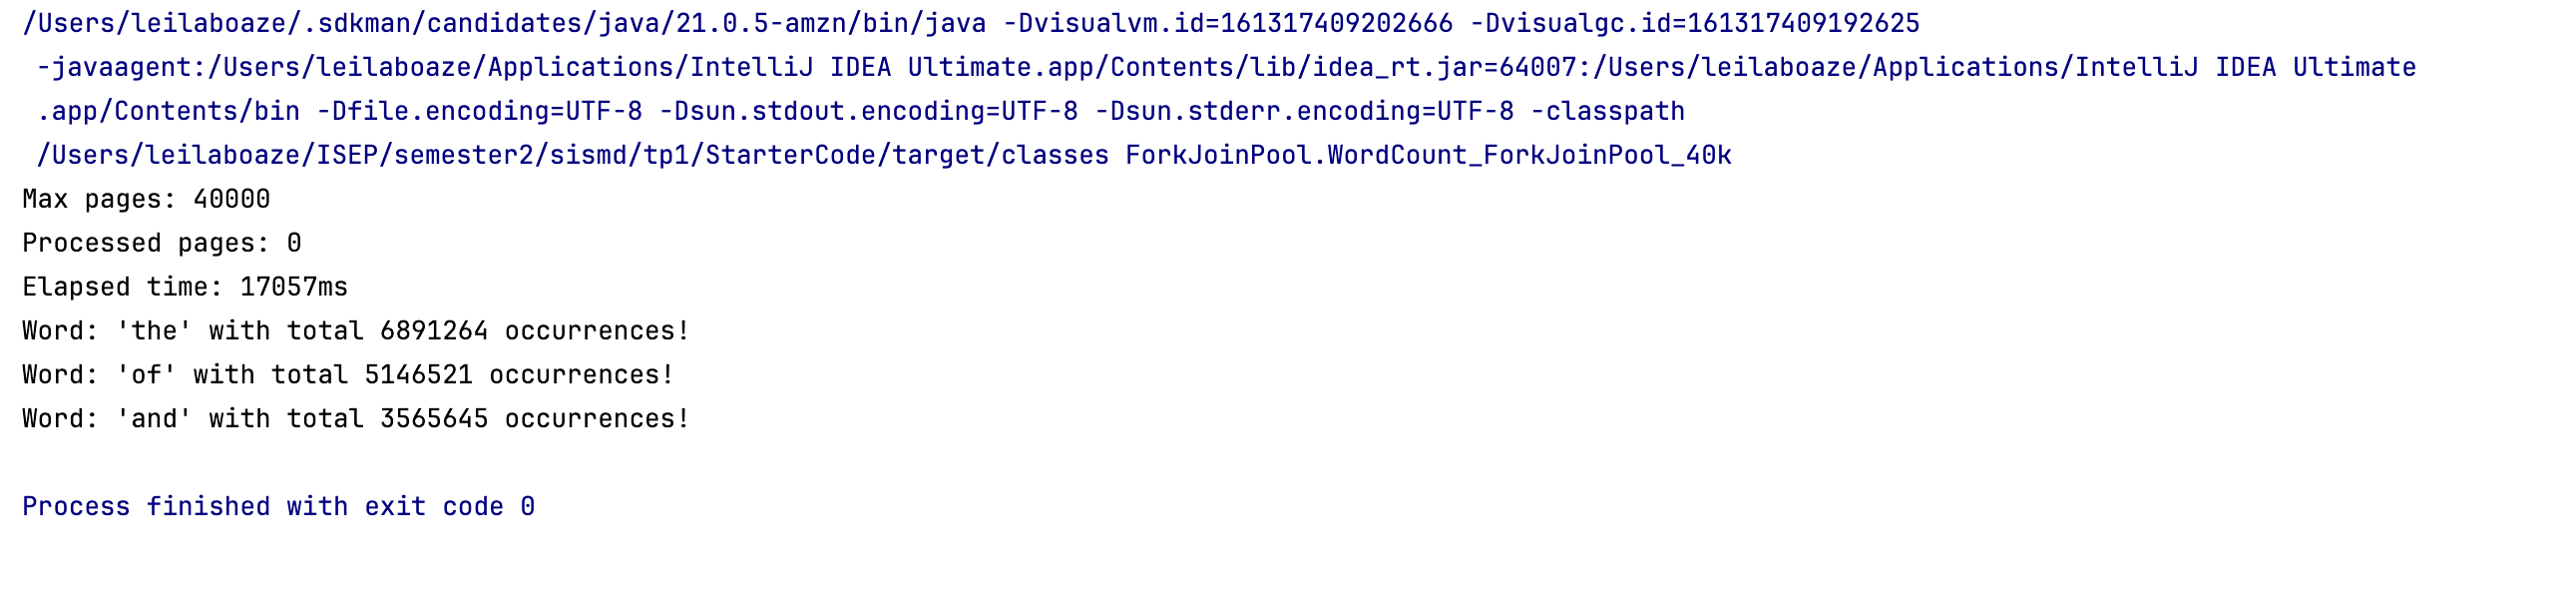 /Users/leilaboaze/.sdkman/candidates/java/21.0.5-amzn/bin/java -Dvisualvm.id=161317409202666 -Dvisualgc.id=161317409192625
-javaagent:/Users/leilaboaze/Applications/IntelliJ IDEA Ultimate.app/Contents/lib/idea_rt.jar=64007:/Users/leilaboaze/Applications/IntelliJ IDEA Ultimate
.app/Contents/bin -Dfile.encoding=UTF-8 -Dsun.stdout.encoding=UTF-8 -Dsun.stderr.encoding=UTF-8 -classpath
/Users/leilaboaze/ISEP/semester2/sismd/tp1/StarterCode/target/classes ForkJoinPool.WordCount_ForkJoinPool_40k
Max pages: 40000
Processed pages: 0
Elapsed time: 17057ms
Word: 'the' with total 6891264 occurrences!
Word: 'of' with total 5146521 occurrences!
Word: 'and' with total 3565645 occurrences!
Process finished with exit code 0